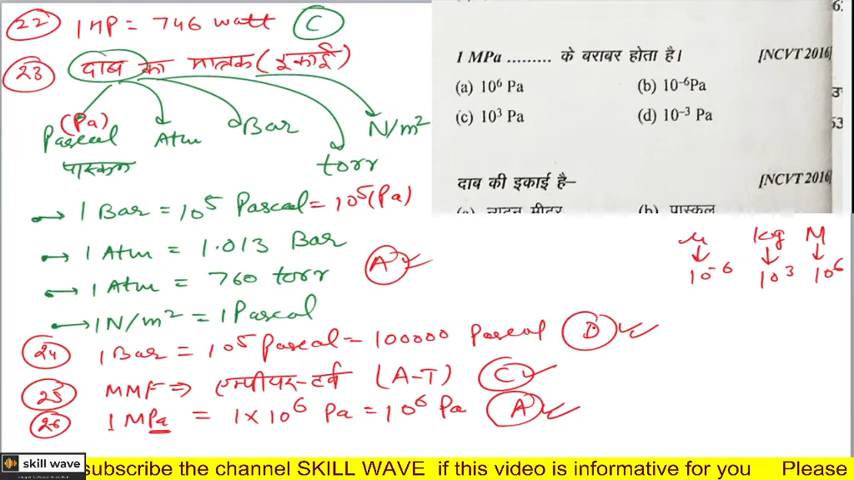 22 1 HP = 746 watt C
23 दाब का मात्रक (इकाई)
(Pa)
Pascal Atm Bar torr N/m²
पास्कल
1 Bar = 10⁵ Pascal = 10⁵ (Pa)
1 Atm = 1.013 Bar
1 Atm = 760 torr A
1 N/m² = 1 Pascal
24 1 Bar = 10⁵ Pascal = 100000 Pascal D
25 MMF ⇒ एम्पीयर-टर्न (A-T) C
26 1 MPa = 1 × 10⁶ Pa = 10⁶ Pa A
1 MPa ......... के बराबर होता है। [NCVT 2016]
(a) 10⁶ Pa (b) 10⁻⁶Pa
(c) 10³ Pa (d) 10⁻³ Pa
दाब की इकाई है– [NCVT 2016]
(b) पास्कल
μ kg M
10⁻⁶ 10³ 10⁶
skill wave
subscribe the channel SKILL WAVE if this video is informative for you Please